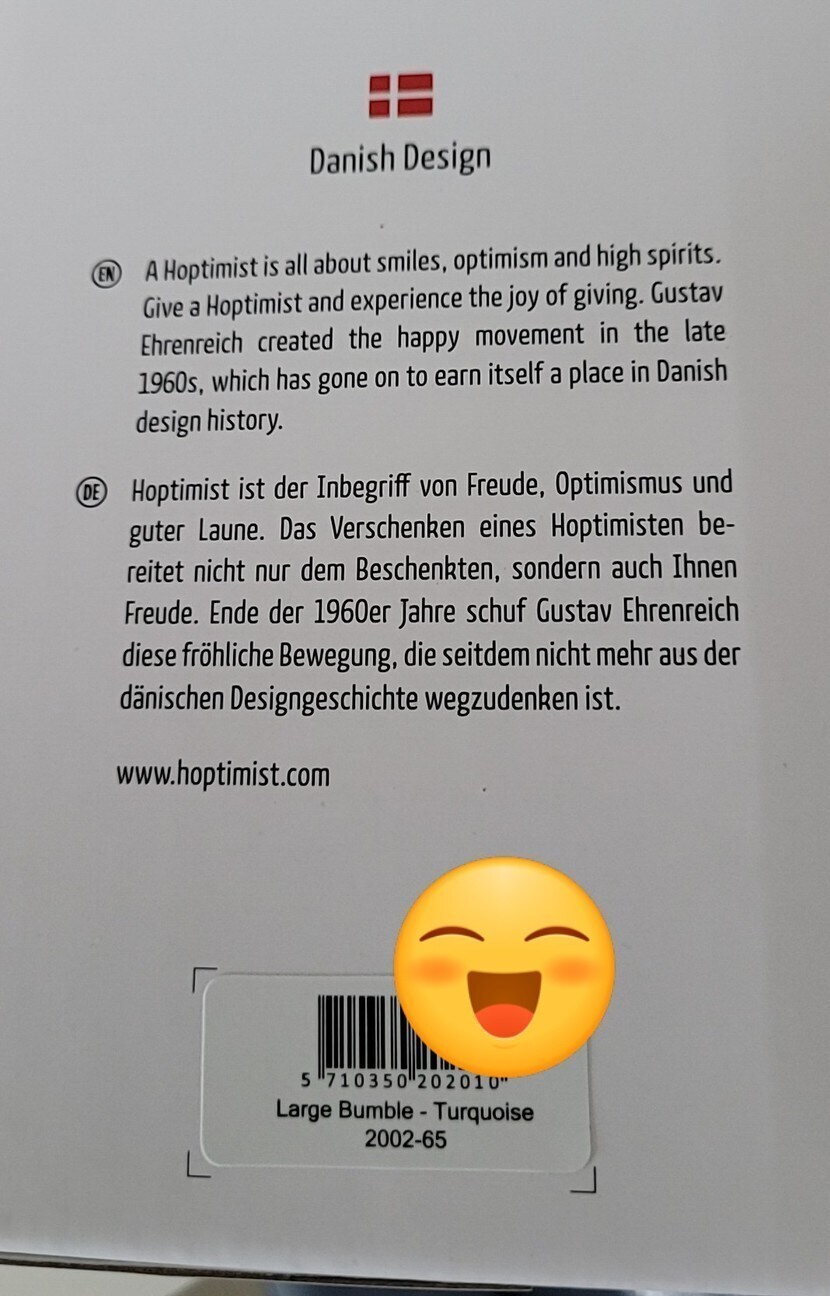 Danish Design
EN A Hoptimist is all about smiles, optimism and high spirits.
Give a Hoptimist and experience the joy of giving. Gustav
Ehrenreich created the happy movement in the late
1960s, which has gone on to earn itself a place in Danish
design history.
DE Hoptimist ist der Inbegriff von Freude, Optimismus und
guter Laune. Das Verschenken eines Hoptimisten be-
reitet nicht nur dem Beschenkten, sondern auch Ihnen
Freude. Ende der 1960er Jahre schuf Gustav Ehrenreich
diese fröhliche Bewegung, die seitdem nicht mehr aus der
dänischen Designgeschichte wegzudenken ist.
www.hoptimist.com
5 710350 202010
Large Bumble - Turquoise
2002-65